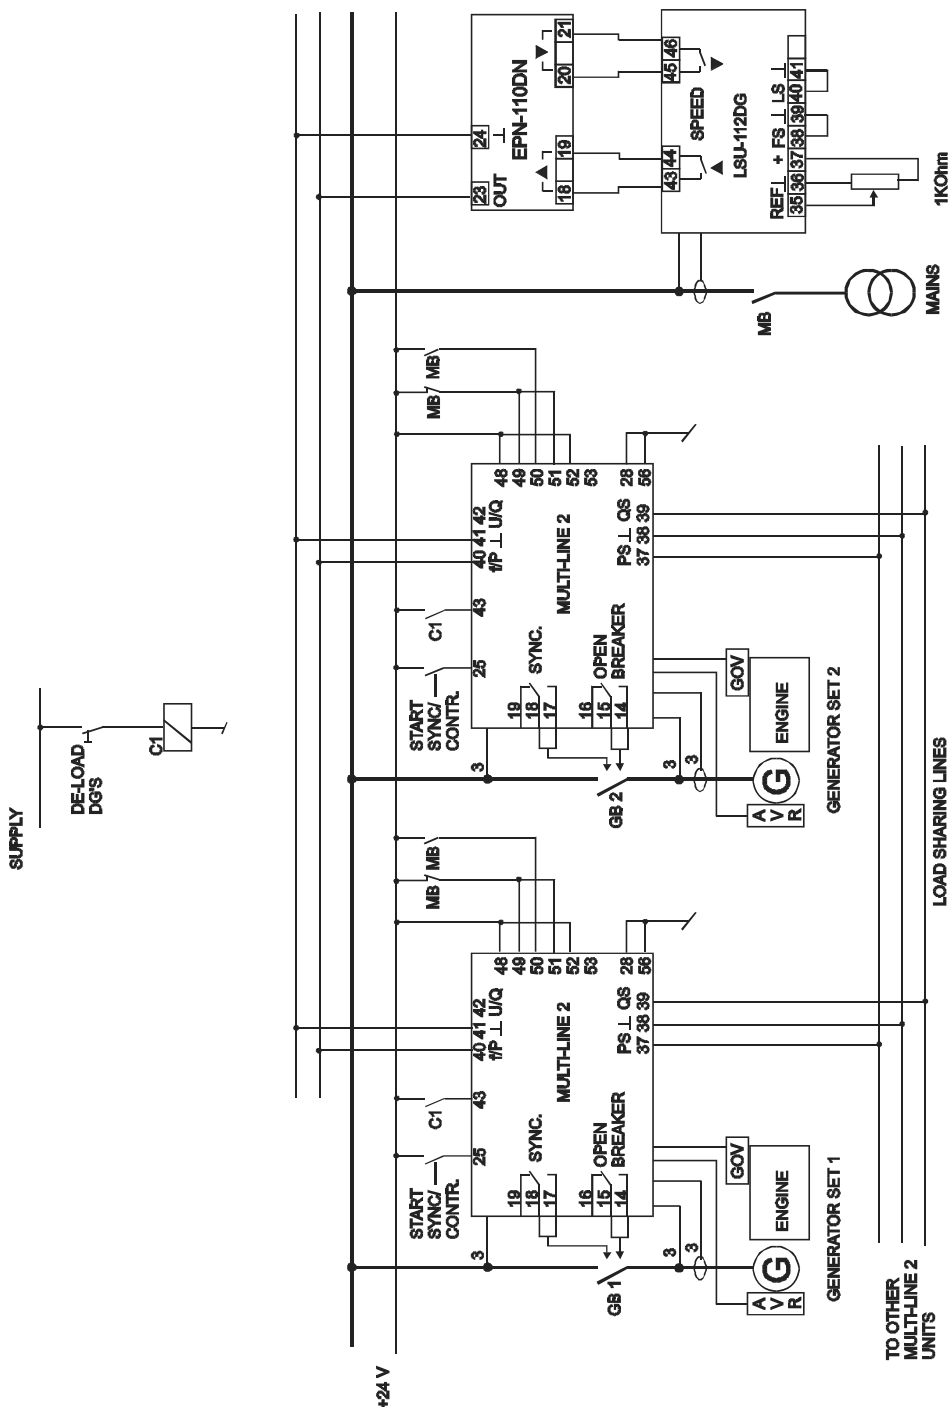 SUPPLY
DE-LOAD
DG'S
C1
+24 V
START
SYNC/
CONTR.
C1
MB
MB
25
43
40 41 42
f/P ⊥ U/Q
SYNC.
19
18
17
MULTI-LINE 2
OPEN
BREAKER
16
15
14
PS ⊥ QS
37 38 39
48
49
50
51
52
53
28
56
3
GB 1
3
3
GOV
ENGINE
G
A
V
R
GENERATOR SET 1
START
SYNC/
CONTR.
C1
MB
MB
25
43
40 41 42
f/P ⊥ U/Q
SYNC.
19
18
17
MULTI-LINE 2
OPEN
BREAKER
16
15
14
PS ⊥ QS
37 38 39
48
49
50
51
52
53
28
56
3
GB 2
3
3
GOV
ENGINE
G
A
V
R
GENERATOR SET 2
MB
MAINS
23
24
OUT
⊥
EPN-110DN
18
19
20
21
43
44
45
46
SPEED
LSU-112DG
REF ⊥ + FS ⊥ LS ⊥
35 36 37 38 39 40 41
1KOhm
TO OTHER
MULTI-LINE 2
UNITS
LOAD SHARING LINES